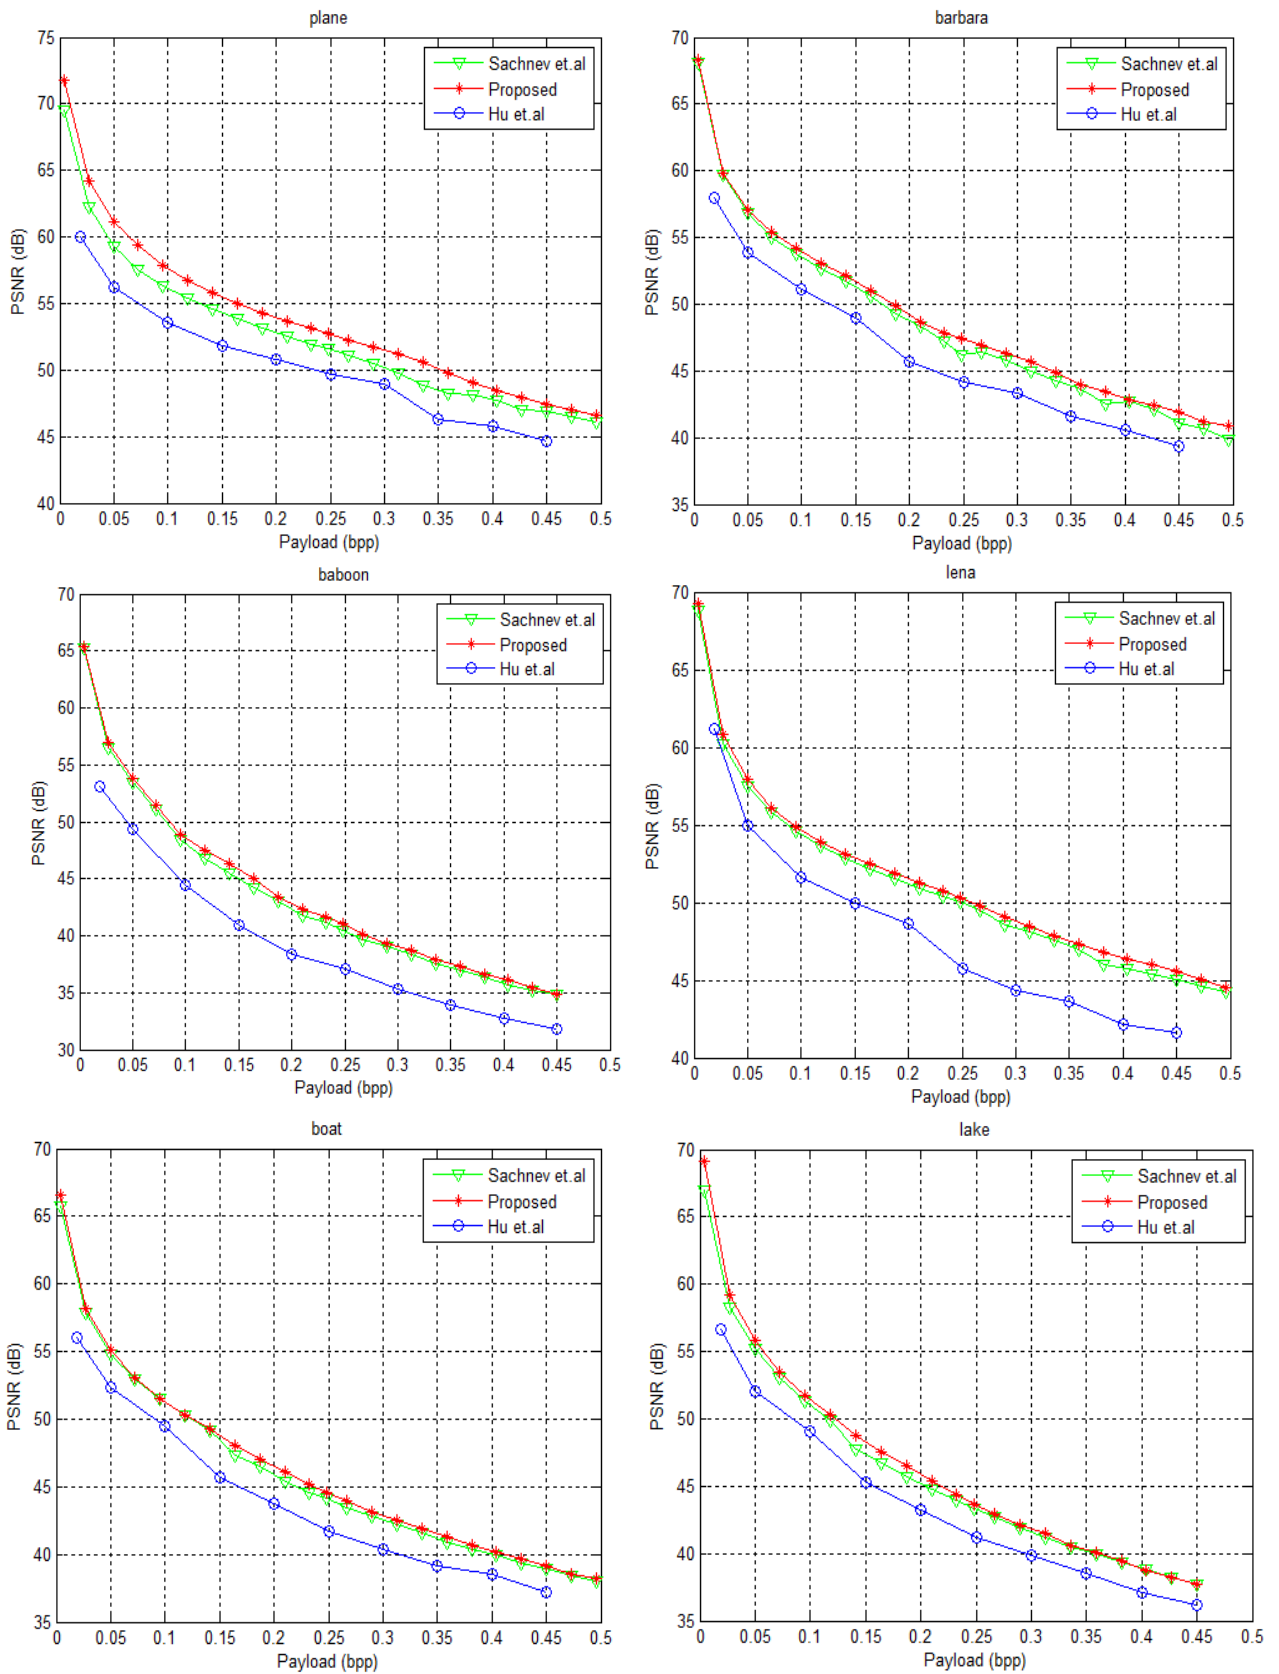 plane
75
70
65
60
55
50
45
40
PSNR (dB)
Sachnev et.al
Proposed
Hu et.al
0 0.05 0.1 0.15 0.2 0.25 0.3 0.35 0.4 0.45 0.5
Payload (bpp)
barbara
70
65
60
55
50
45
40
35
PSNR (dB)
Sachnev et.al
Proposed
Hu et.al
0 0.05 0.1 0.15 0.2 0.25 0.3 0.35 0.4 0.45 0.5
Payload (bpp)
baboon
70
65
60
55
50
45
40
35
30
PSNR (dB)
Sachnev et.al
Proposed
Hu et.al
0 0.05 0.1 0.15 0.2 0.25 0.3 0.35 0.4 0.45 0.5
Payload (bpp)
lena
70
65
60
55
50
45
40
PSNR (dB)
Sachnev et.al
Proposed
Hu et.al
0 0.05 0.1 0.15 0.2 0.25 0.3 0.35 0.4 0.45 0.5
Payload (bpp)
boat
70
65
60
55
50
45
40
35
PSNR (dB)
Sachnev et.al
Proposed
Hu et.al
0 0.05 0.1 0.15 0.2 0.25 0.3 0.35 0.4 0.45 0.5
Payload (bpp)
lake
70
65
60
55
50
45
40
35
PSNR (dB)
Sachnev et.al
Proposed
Hu et.al
0 0.05 0.1 0.15 0.2 0.25 0.3 0.35 0.4 0.45 0.5
Payload (bpp)